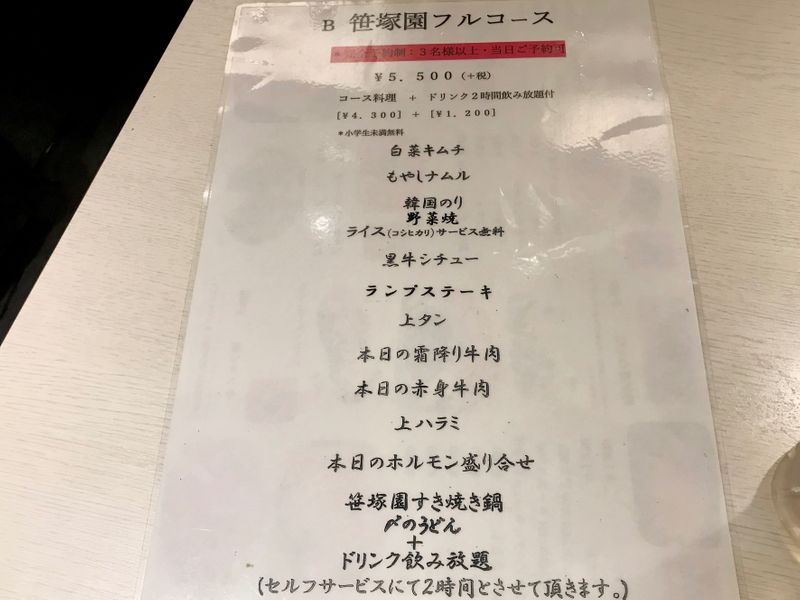 B 笹塚園フルコース
予約制：３名様以上・当日ご予約可
￥５，５００（＋税）
コース料理 ＋ ドリンク２時間飲み放題付
［￥４，３００］ ＋ ［￥１，２００］
＊小学生未満無料
白菜キムチ
もやしナムル
韓国のり
野菜焼
ライス（コシヒカリ）サービス無料
黒牛シチュー
ランプステーキ
上タン
本日の霜降り牛肉
本日の赤身牛肉
上ハラミ
本日のホルモン盛り合せ
笹塚園すき焼き鍋
〆のうどん
＋
ドリンク飲み放題
（セルフサービスにて２時間とさせて頂きます。）